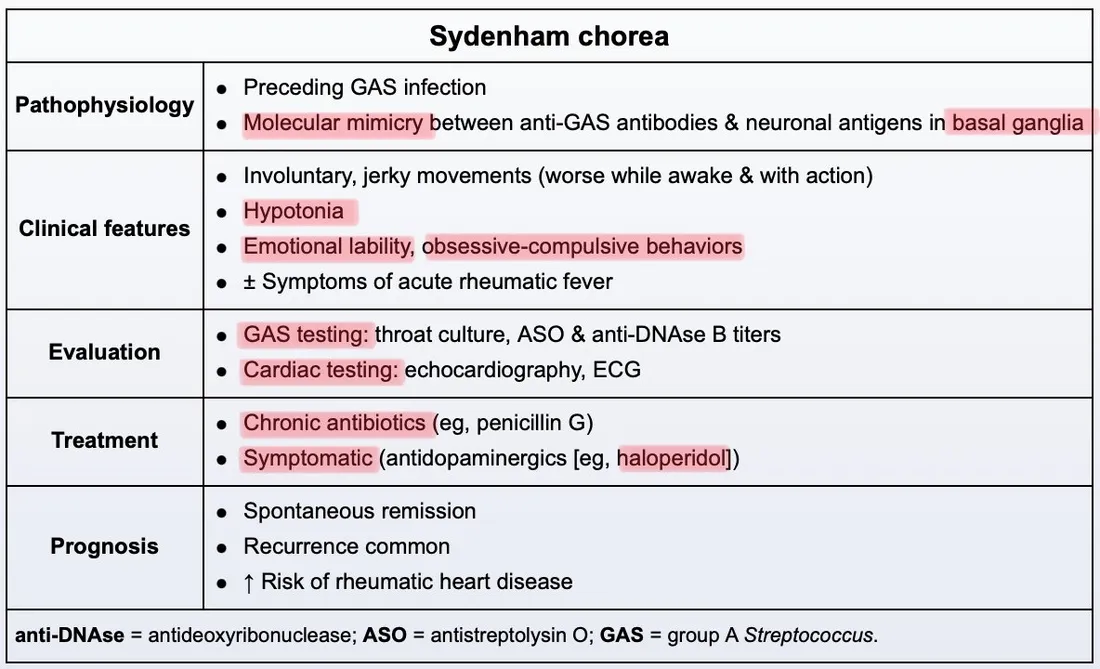 Sydenham chorea
Pathophysiology
● Preceding GAS infection
● Molecular mimicry between anti-GAS antibodies & neuronal antigens in basal ganglia
Clinical features
● Involuntary, jerky movements (worse while awake & with action)
● Hypotonia
● Emotional lability, obsessive-compulsive behaviors
● ± Symptoms of acute rheumatic fever
Evaluation
● GAS testing: throat culture, ASO & anti-DNAse B titers
● Cardiac testing: echocardiography, ECG
Treatment
● Chronic antibiotics (eg, penicillin G)
● Symptomatic (antidopaminergics [eg, haloperidol])
Prognosis
● Spontaneous remission
● Recurrence common
● ↑ Risk of rheumatic heart disease
anti-DNAse = antideoxyribonuclease; ASO = antistreptolysin O; GAS = group A Streptococcus.